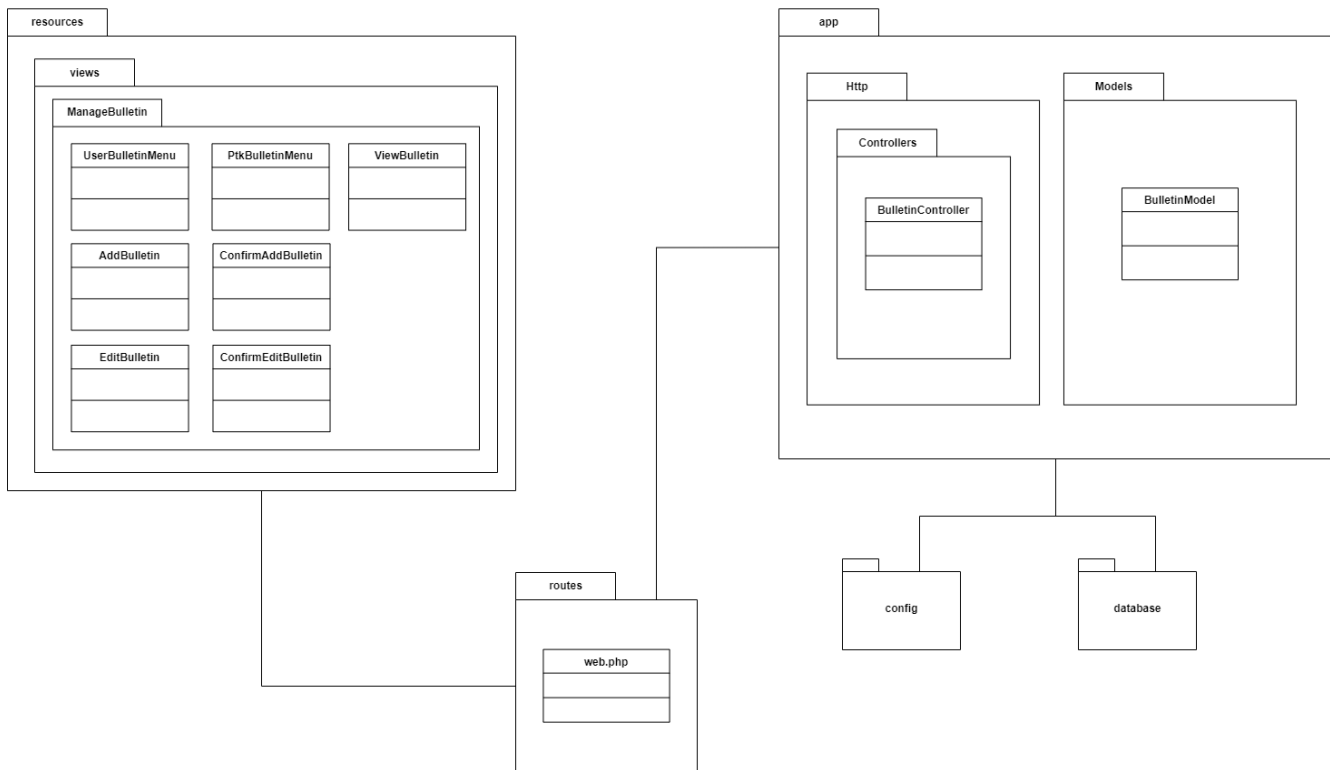 resources
views
ManageBulletin
UserBulletinMenu
PtkBulletinMenu
ViewBulletin
AddBulletin
ConfirmAddBulletin
EditBulletin
ConfirmEditBulletin
app
Http
Controllers
BulletinController
Models
BulletinModel
routes
web.php
config
database